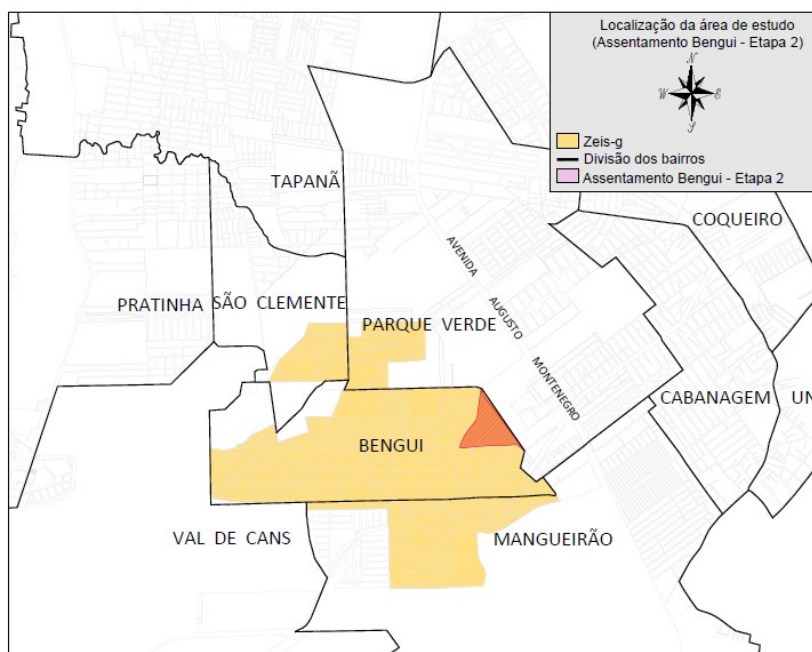 Localização da área de estudo
(Assentamento Bengui - Etapa 2)
N
W
E
S
Zeis-g
Divisão dos bairros
Assentamento Bengui - Etapa 2
TAPANÃ
COQUEIRO
AVENIDA
AUGUSTO
MONTENEGRO
PRATINHA
SÃO CLEMENTE
PARQUE VERDE
CABANAGEM
UN
BENGUI
VAL DE CANS
MANGUEIRÃO